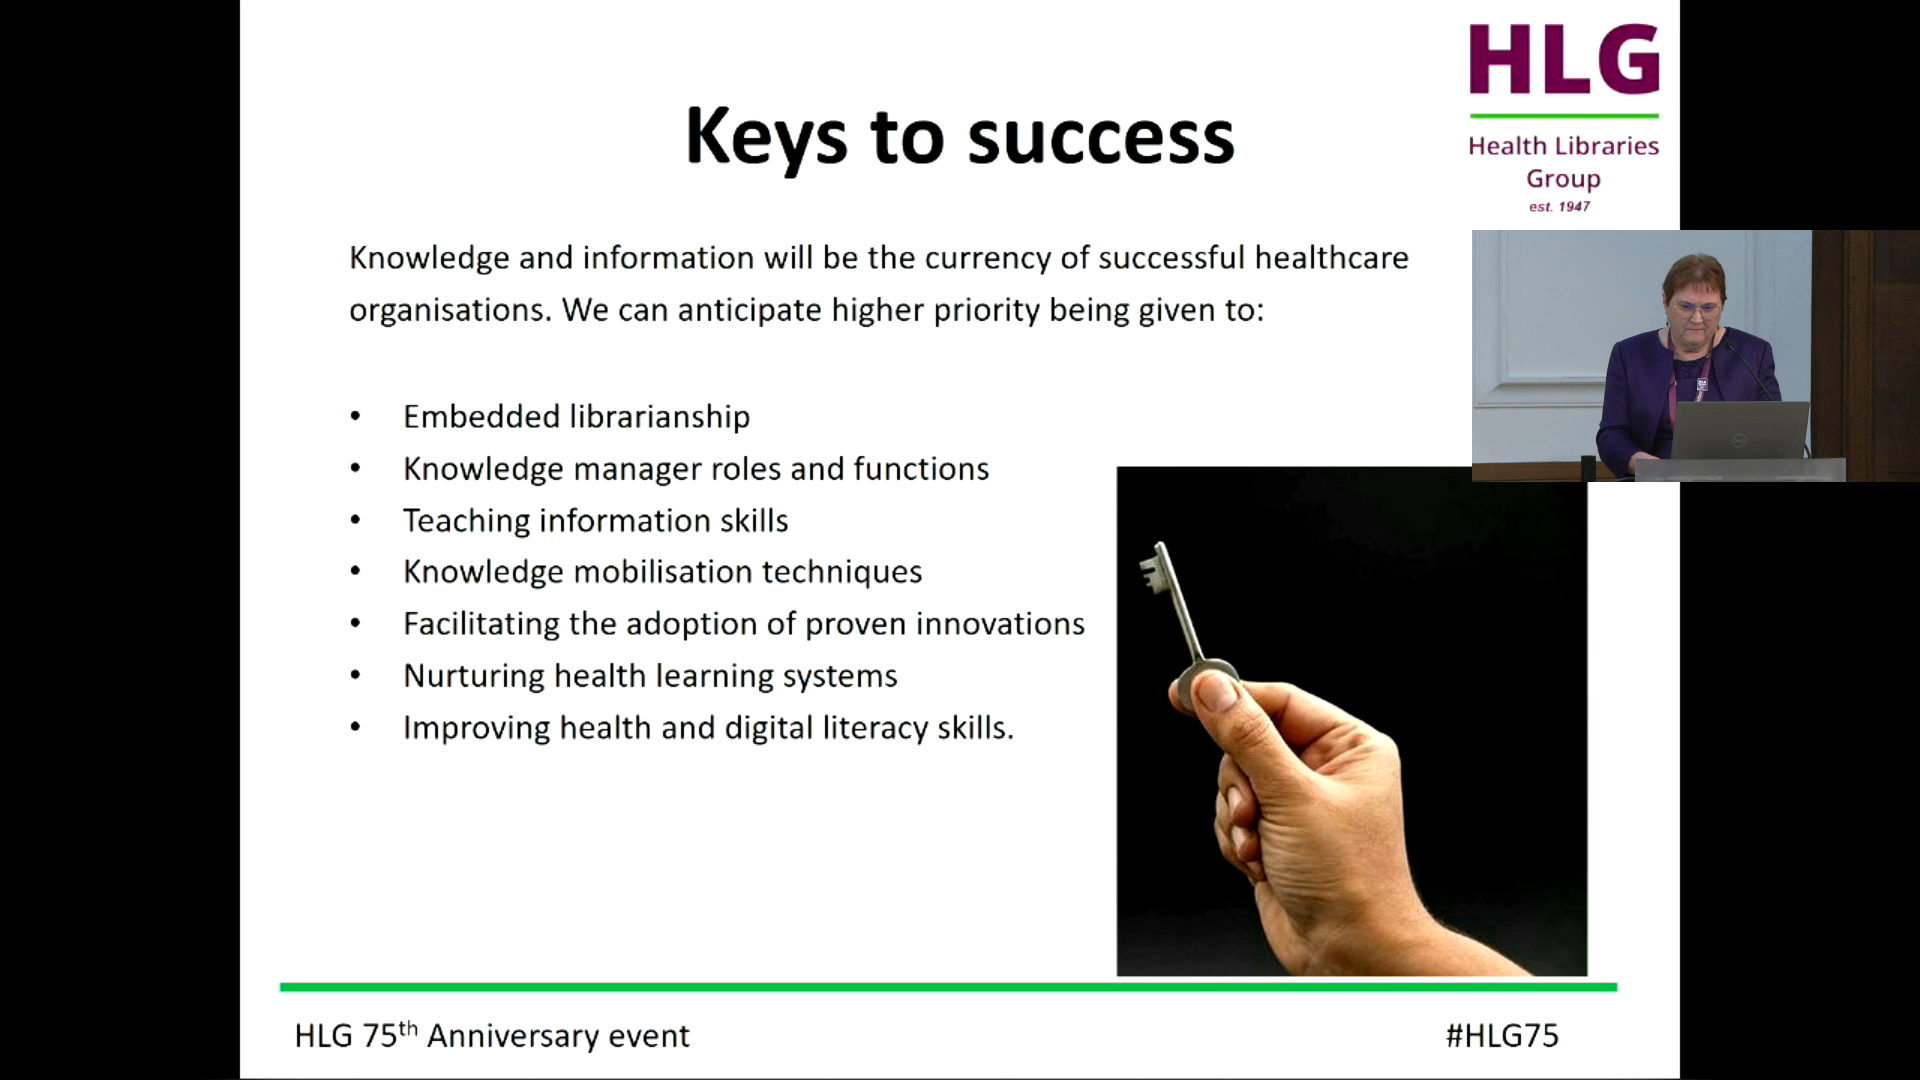 HLG
Health Libraries
Group
est. 1947
Keys to success
Knowledge and information will be the currency of successful healthcare
organisations. We can anticipate higher priority being given to:
• Embedded librarianship
• Knowledge manager roles and functions
• Teaching information skills
• Knowledge mobilisation techniques
• Facilitating the adoption of proven innovations
• Nurturing health learning systems
• Improving health and digital literacy skills.
HLG 75th Anniversary event
#HLG75